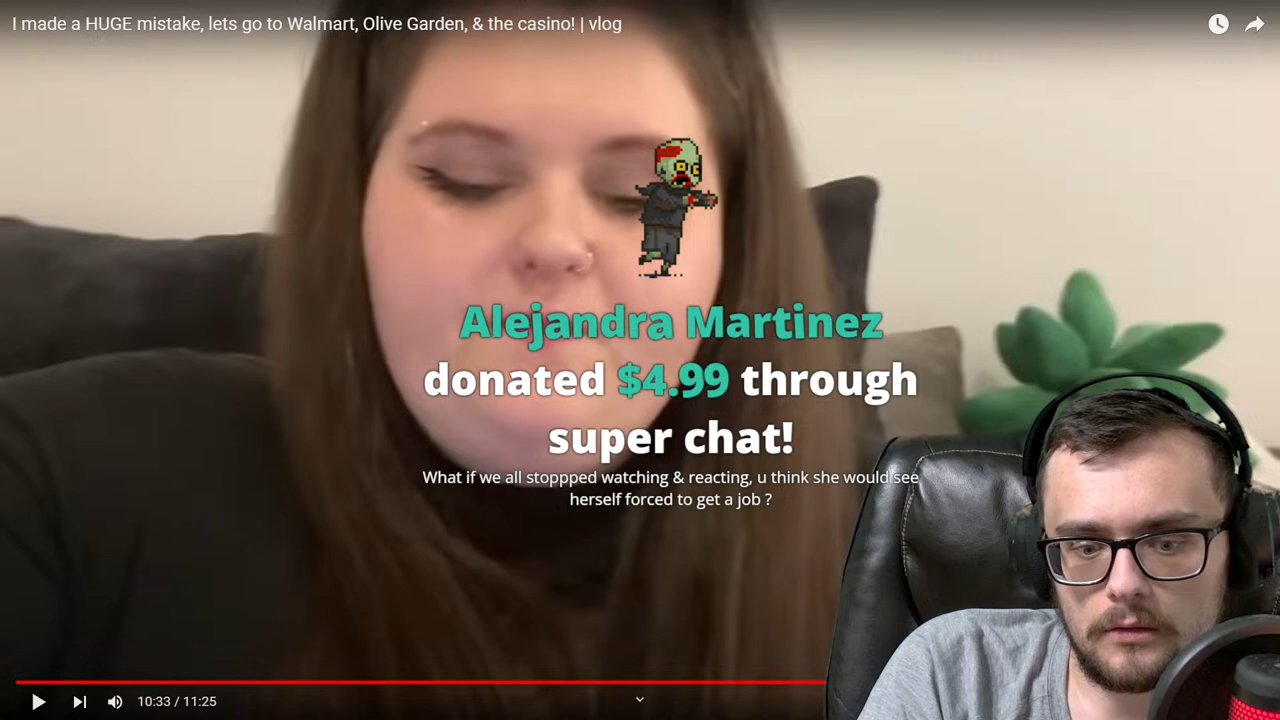 I made a HUGE mistake, lets go to Walmart, Olive Garden, & the casino! | vlog
Alejandra Martinez
donated $4.99 through
super chat!
What if we all stoppped watching & reacting, u think she would see
herself forced to get a job ?
10:33 / 11:25